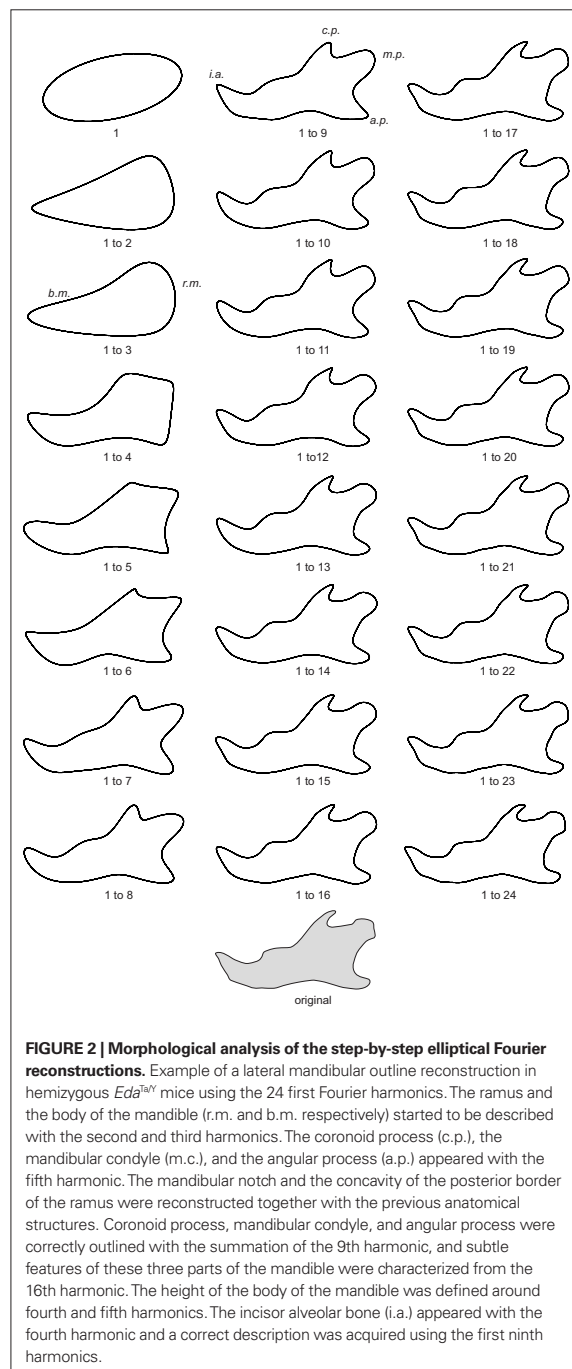 c.p.
m.p.
i.a.
a.p.
1
1 to 9
1 to 17
1 to 2
1 to 10
1 to 18
b.m.
r.m.
1 to 3
1 to 11
1 to 19
1 to 4
1 to12
1 to 20
1 to 5
1 to 13
1 to 21
1 to 6
1 to 14
1 to 22
1 to 7
1 to 15
1 to 23
1 to 8
1 to 16
1 to 24
original
FIGURE 2 | Morphological analysis of the step-by-step elliptical Fourier
reconstructions. Example of a lateral mandibular outline reconstruction in
hemizygous Eda^Ta/Y mice using the 24 first Fourier harmonics. The ramus and
the body of the mandible (r.m. and b.m. respectively) started to be described
with the second and third harmonics. The coronoid process (c.p.), the
mandibular condyle (m.c.), and the angular process (a.p.) appeared with the
fifth harmonic. The mandibular notch and the concavity of the posterior border
of the ramus were reconstructed together with the previous anatomical
structures. Coronoid process, mandibular condyle, and angular process were
correctly outlined with the summation of the 9th harmonic, and subtle
features of these three parts of the mandible were characterized from the
16th harmonic. The height of the body of the mandible was defined around
fourth and fifth harmonics. The incisor alveolar bone (i.a.) appeared with the
fourth harmonic and a correct description was acquired using the first ninth
harmonics.